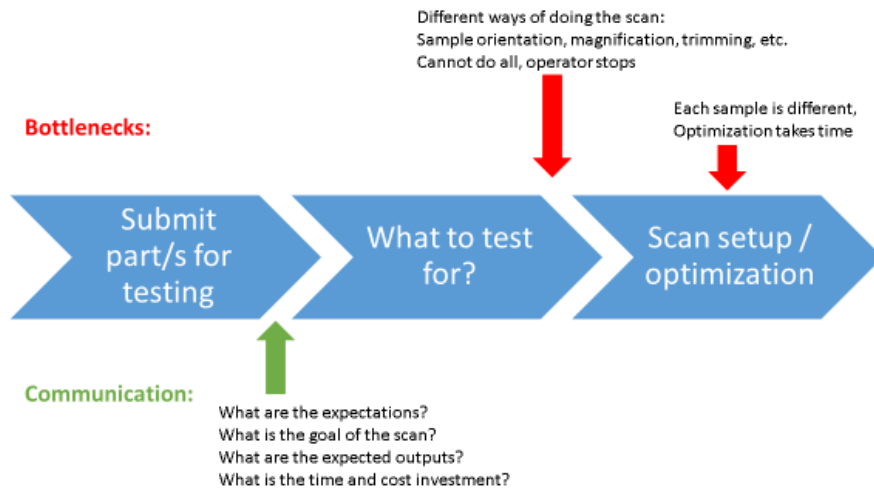 Different ways of doing the scan:
Sample orientation, magnification, trimming, etc.
Cannot do all, operator stops
Each sample is different,
Optimization takes time
Bottlenecks:
Submit
part/s for
testing
What to test
for?
Scan setup /
optimization
Communication:
What are the expectations?
What is the goal of the scan?
What are the expected outputs?
What is the time and cost investment?